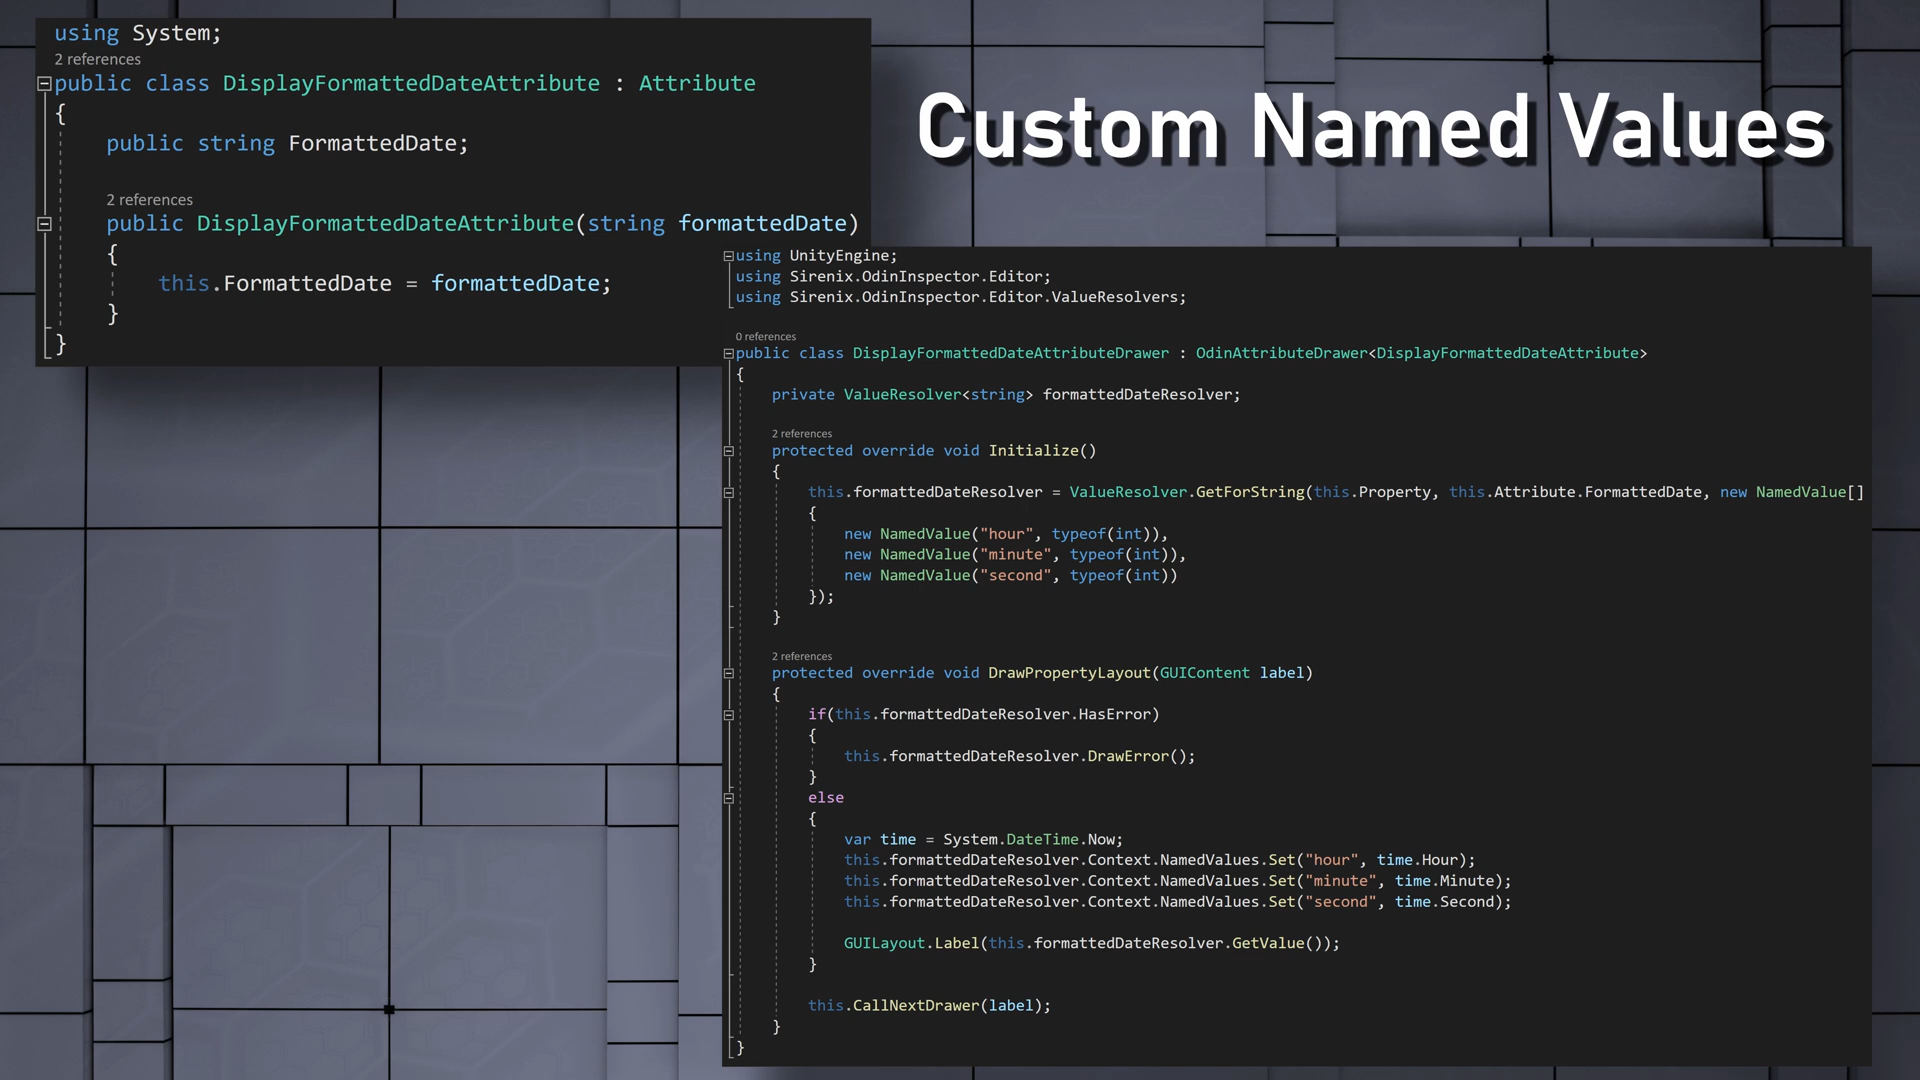 using System;
2 references
public class DisplayFormattedDateAttribute : Attribute
{
public string FormattedDate;
2 references
public DisplayFormattedDateAttribute(string formattedDate)
{
this.FormattedDate = formattedDate;
}
}
Custom Named Values
using UnityEngine;
using Sirenix.OdinInspector.Editor;
using Sirenix.OdinInspector.Editor.ValueResolvers;
0 references
public class DisplayFormattedDateAttributeDrawer : OdinAttributeDrawer<DisplayFormattedDateAttribute>
{
private ValueResolver<string> formattedDateResolver;
2 references
protected override void Initialize()
{
this.formattedDateResolver = ValueResolver.GetForString(this.Property, this.Attribute.FormattedDate, new NamedValue[]
{
new NamedValue("hour", typeof(int)),
new NamedValue("minute", typeof(int)),
new NamedValue("second", typeof(int))
});
}
2 references
protected override void DrawPropertyLayout(GUIContent label)
{
if(this.formattedDateResolver.HasError)
{
this.formattedDateResolver.DrawError();
}
else
{
var time = System.DateTime.Now;
this.formattedDateResolver.Context.NamedValues.Set("hour", time.Hour);
this.formattedDateResolver.Context.NamedValues.Set("minute", time.Minute);
this.formattedDateResolver.Context.NamedValues.Set("second", time.Second);
GUILayout.Label(this.formattedDateResolver.GetValue());
}
this.CallNextDrawer(label);
}
}